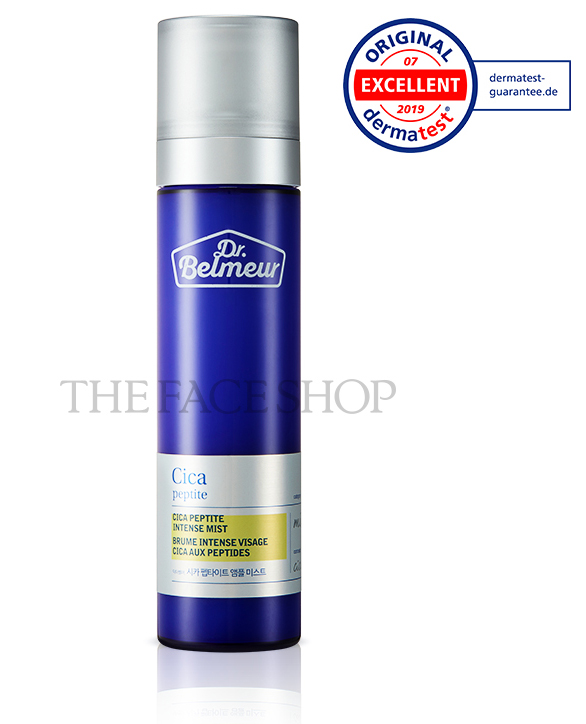 ORIGINAL
07
EXCELLENT
2019
dermatest®
dermatest-
guarantee.de
Dr.
Belmeur
THE FACE SHOP
Cica
peptite
CICA PEPTITE
INTENSE MIST
BRUME INTENSE VISAGE
CICA AUX PEPTIDES
시카 펩타이트 앰플 미스트